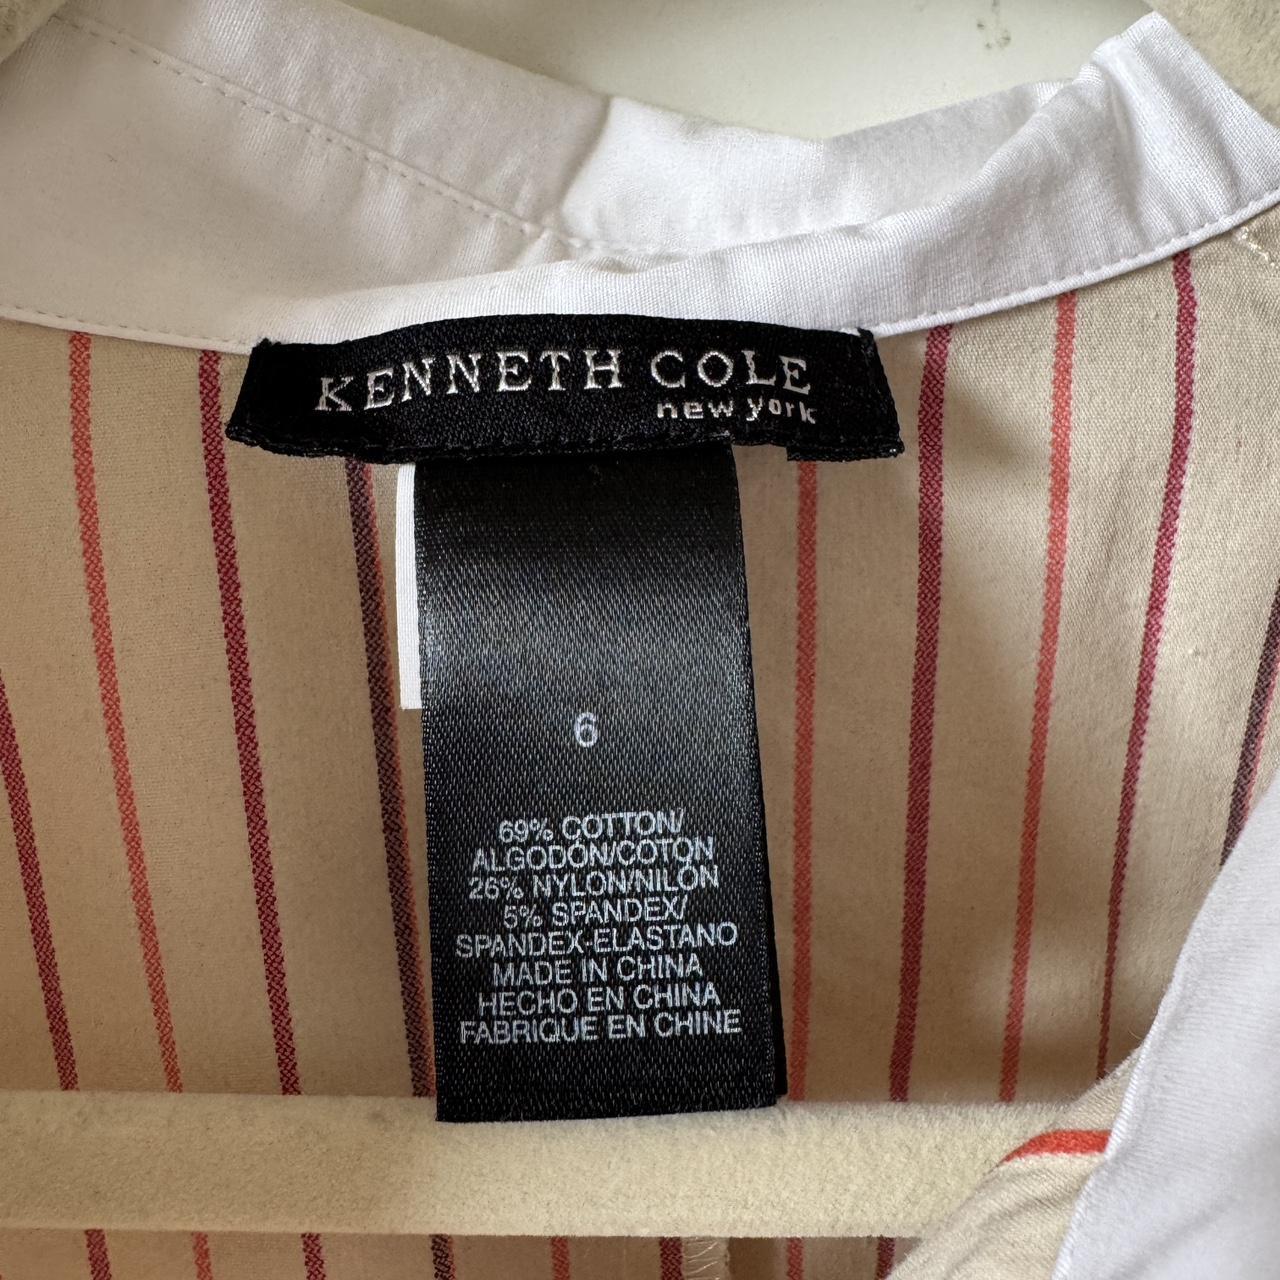 KENNETH COLE
new york
6
69% COTTON/
ALGODÓN/COTON
26% NYLON/NILÓN
5% SPANDEX/
SPANDEX-ELASTANO
MADE IN CHINA
HECHO EN CHINA
FABRIQUE EN CHINE